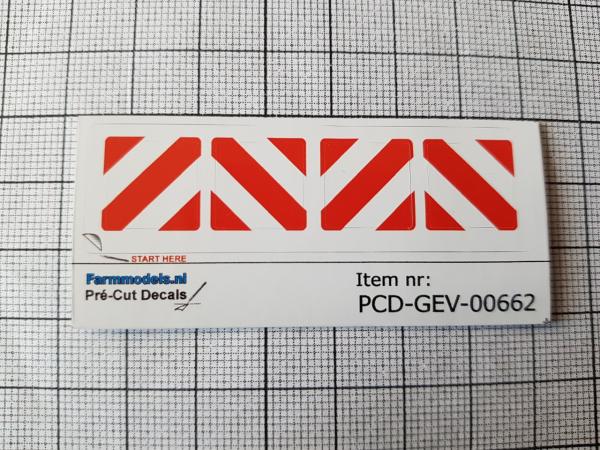 START HERE
Farmmodels.nl
Pré-Cut Decals
Item nr:
PCD-GEV-00662